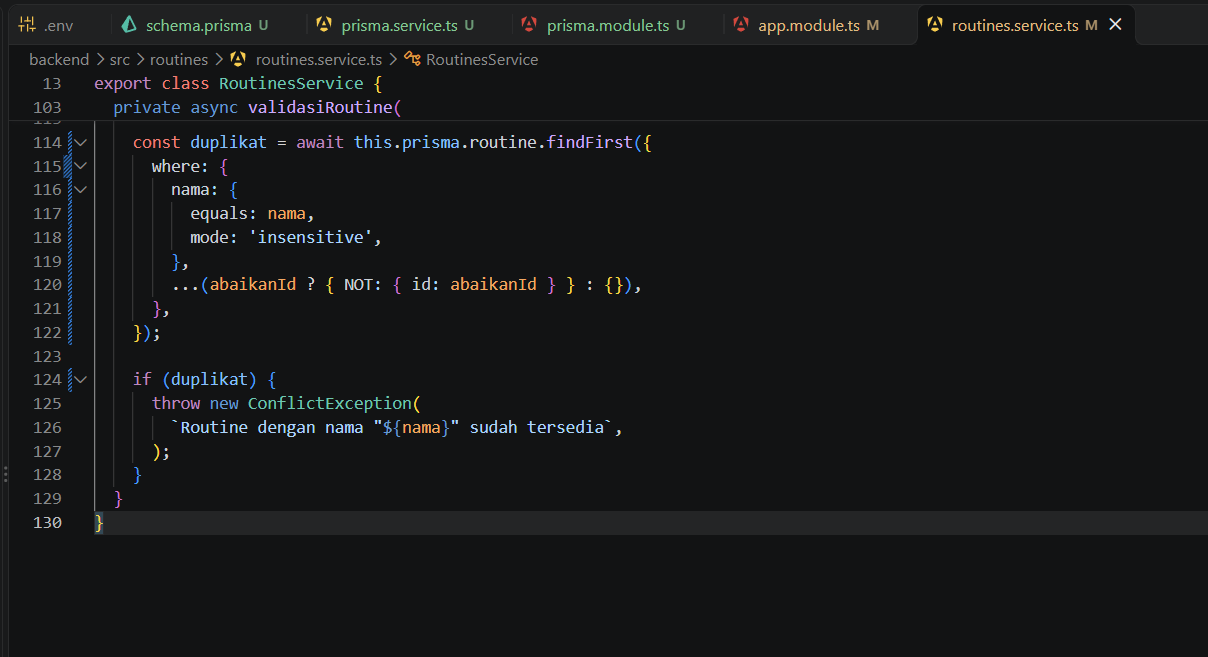 .env schema.prisma U prisma.service.ts U prisma.module.ts U app.module.ts M routines.service.ts M
backend > src > routines > routines.service.ts > RoutinesService
13 export class RoutinesService {
103 private async validasiRoutine(
114 const duplikat = await this.prisma.routine.findFirst({
115 where: {
116 nama: {
117 equals: nama,
118 mode: 'insensitive',
119 },
120 ...(abaikanId ? { NOT: { id: abaikanId } } : {}),
121 },
122 });
123
124 if (duplikat) {
125 throw new ConflictException(
126 `Routine dengan nama "${nama}" sudah tersedia`,
127 );
128 }
129 }
130 }